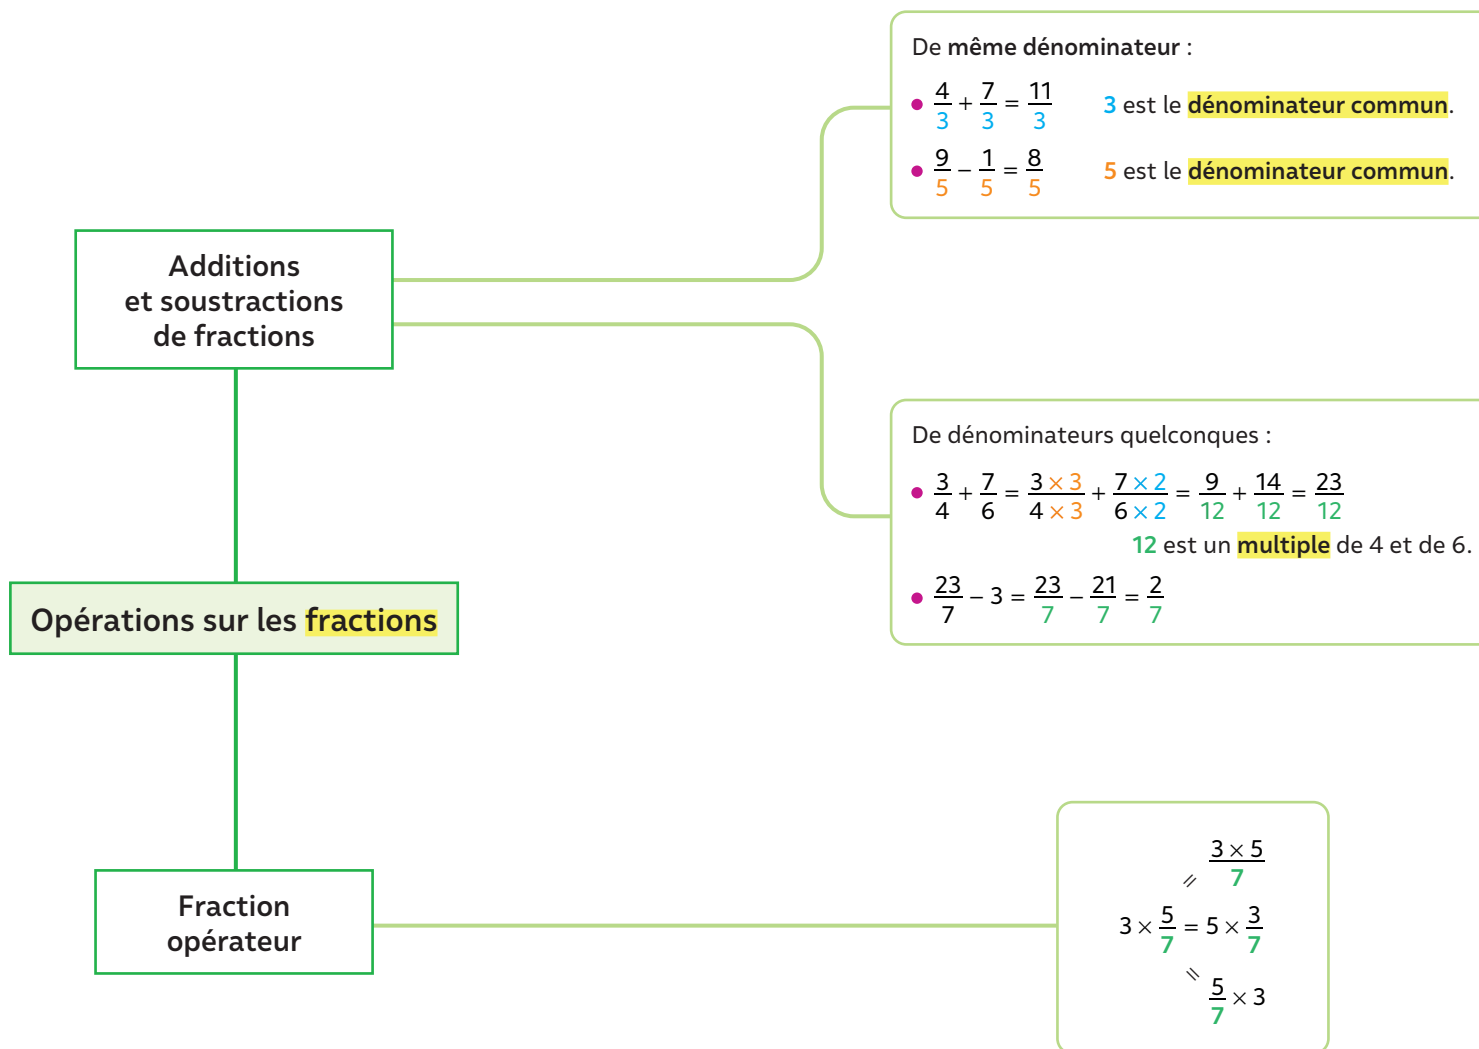 De même dénominateur :
• 4/3 + 7/3 = 11/3 3 est le dénominateur commun.
• 9/5 − 1/5 = 8/5 5 est le dénominateur commun.
Additions
et soustractions
de fractions
De dénominateurs quelconques :
• 3/4 + 7/6 = (3 × 3)/(4 × 3) + (7 × 2)/(6 × 2) = 9/12 + 14/12 = 23/12
12 est un multiple de 4 et de 6.
• 23/7 − 3 = 23/7 − 21/7 = 2/7
Opérations sur les fractions
Fraction
opérateur
(3 × 5)/7
=
3 × 5/7 = 5 × 3/7
=
5/7 × 3